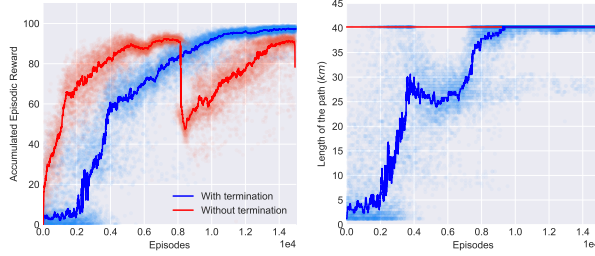 Accumulated Episodic Reward
100
80
60
40
20
0
With termination
Without termination
0.0 0.2 0.4 0.6 0.8 1.0 1.2 1.4
1e4
Episodes
Length of the path (km)
45
40
35
30
25
20
15
10
5
0
0.0 0.2 0.4 0.6 0.8 1.0 1.2 1.4
1e
Episodes